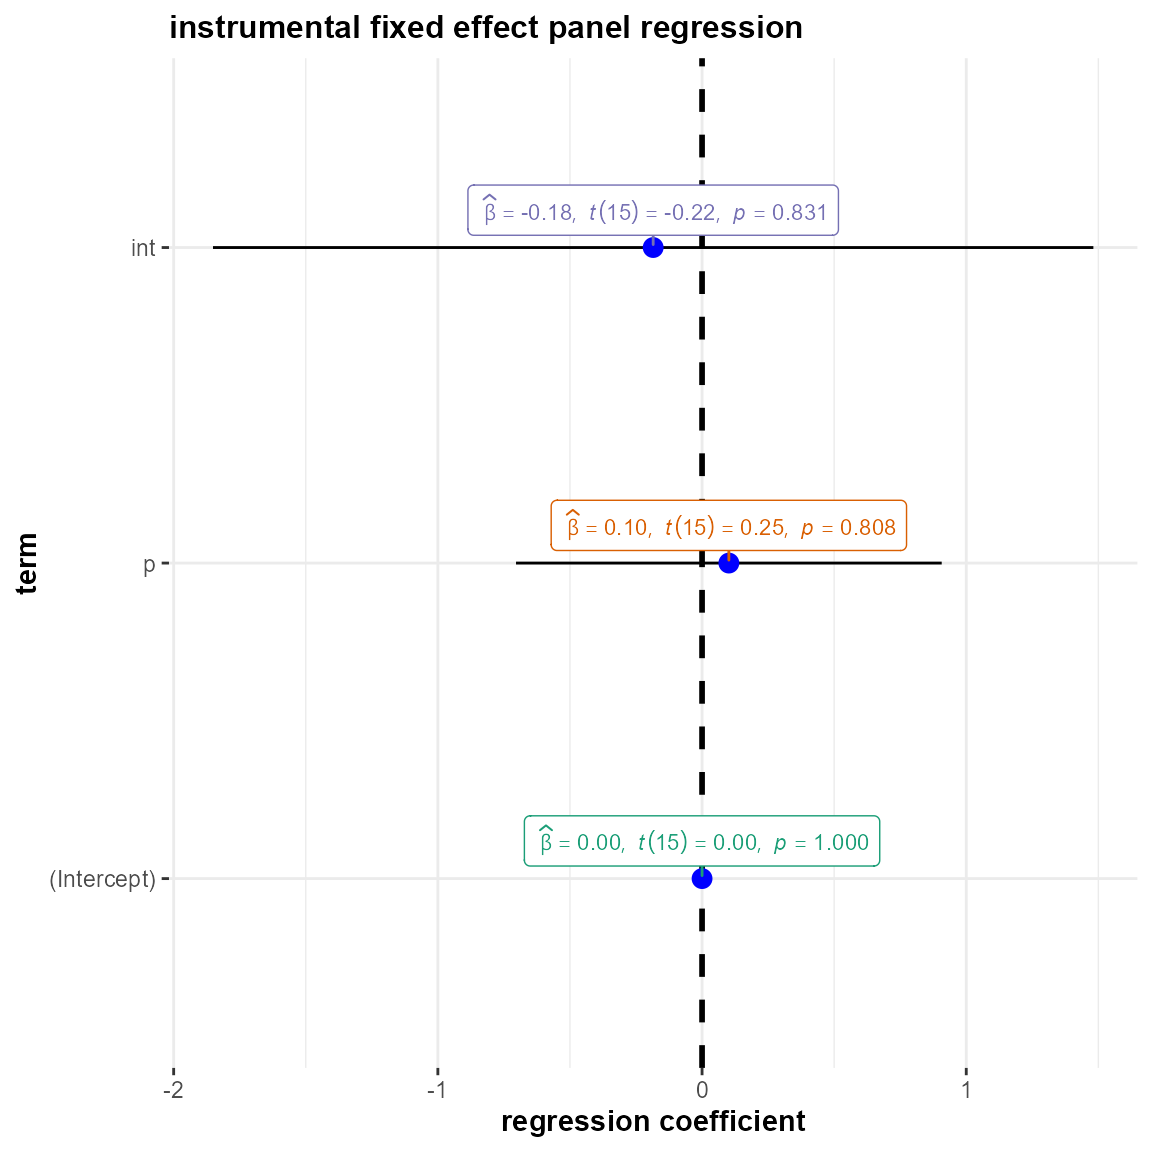 instrumental fixed effect panel regression
β̂ = -0.18, t(15) = -0.22, p = 0.831
int
β̂ = 0.10, t(15) = 0.25, p = 0.808
p
term
β̂ = 0.00, t(15) = 0.00, p = 1.000
(Intercept)
-2 -1 0 1
regression coefficient